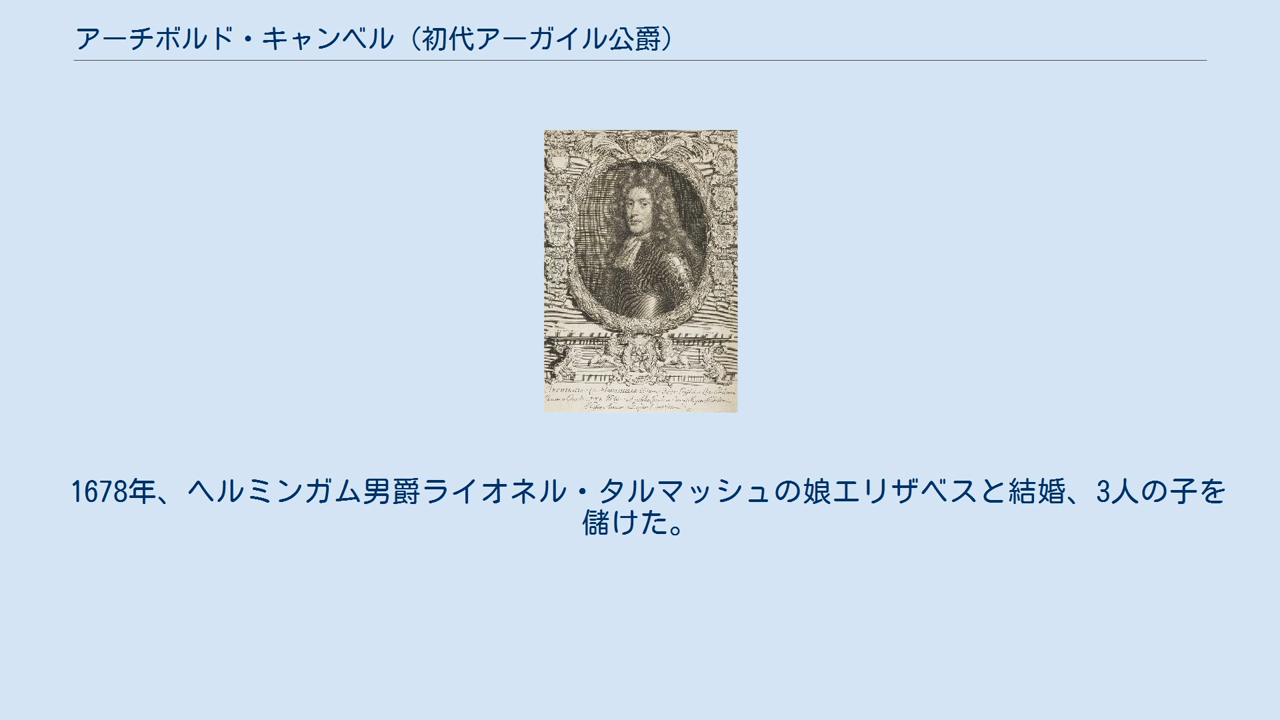 アーチボルド・キャンベル（初代アーガイル公爵）
1678年、ヘルミンガム男爵ライオネル・タルマッシュの娘エリザベスと結婚、3人の子を
儲けた。